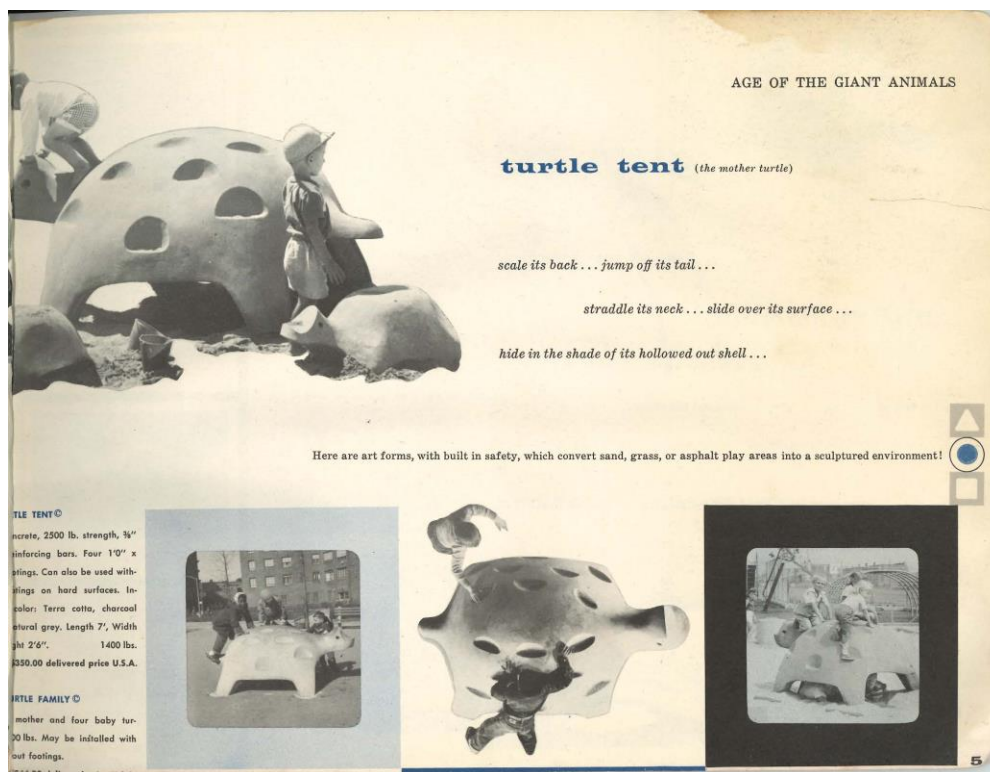 AGE OF THE GIANT ANIMALS
turtle tent (the mother turtle)
scale its back . . . jump off its tail . . .
straddle its neck . . . slide over its surface . . .
hide in the shade of its hollowed out shell . . .
Here are art forms, with built in safety, which convert sand, grass, or asphalt play areas into a sculptured environment!
TLE TENT©
ncrete, 2500 lb. strength, ⅜"
inforcing bars. Four 1'0" x
otings. Can also be used with-
tings on hard surfaces. In-
color: Terra cotta, charcoal
atural grey. Length 7', Width
ght 2'6". 1400 lbs.
$350.00 delivered price U.S.A.
RTLE FAMILY©
mother and four baby tur-
00 lbs. May be installed with
out footings.
5